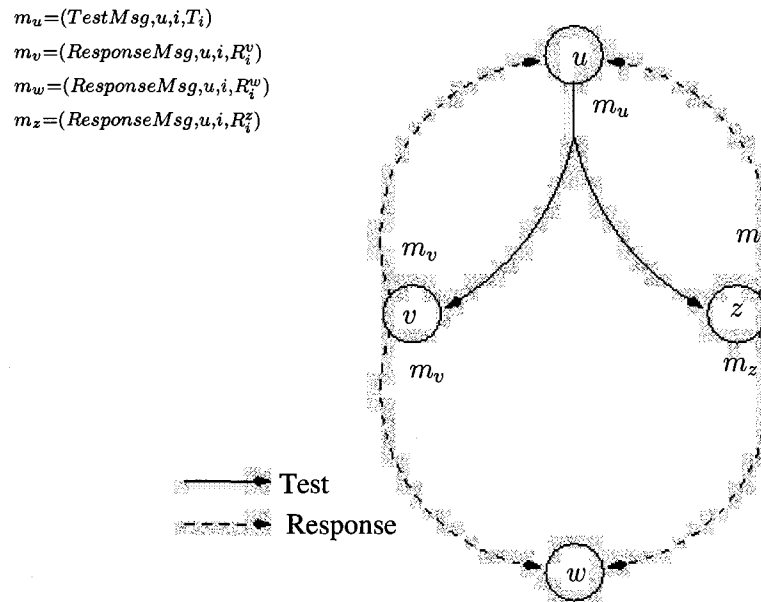 m_u=(TestMsg,u,i,T_i)
m_v=(ResponseMsg,u,i,R_i^v)
m_w=(ResponseMsg,u,i,R_i^w)
m_z=(ResponseMsg,u,i,R_i^z)
u
m_u
m_v
m
v
z
m_v
m_z
Test
Response
w